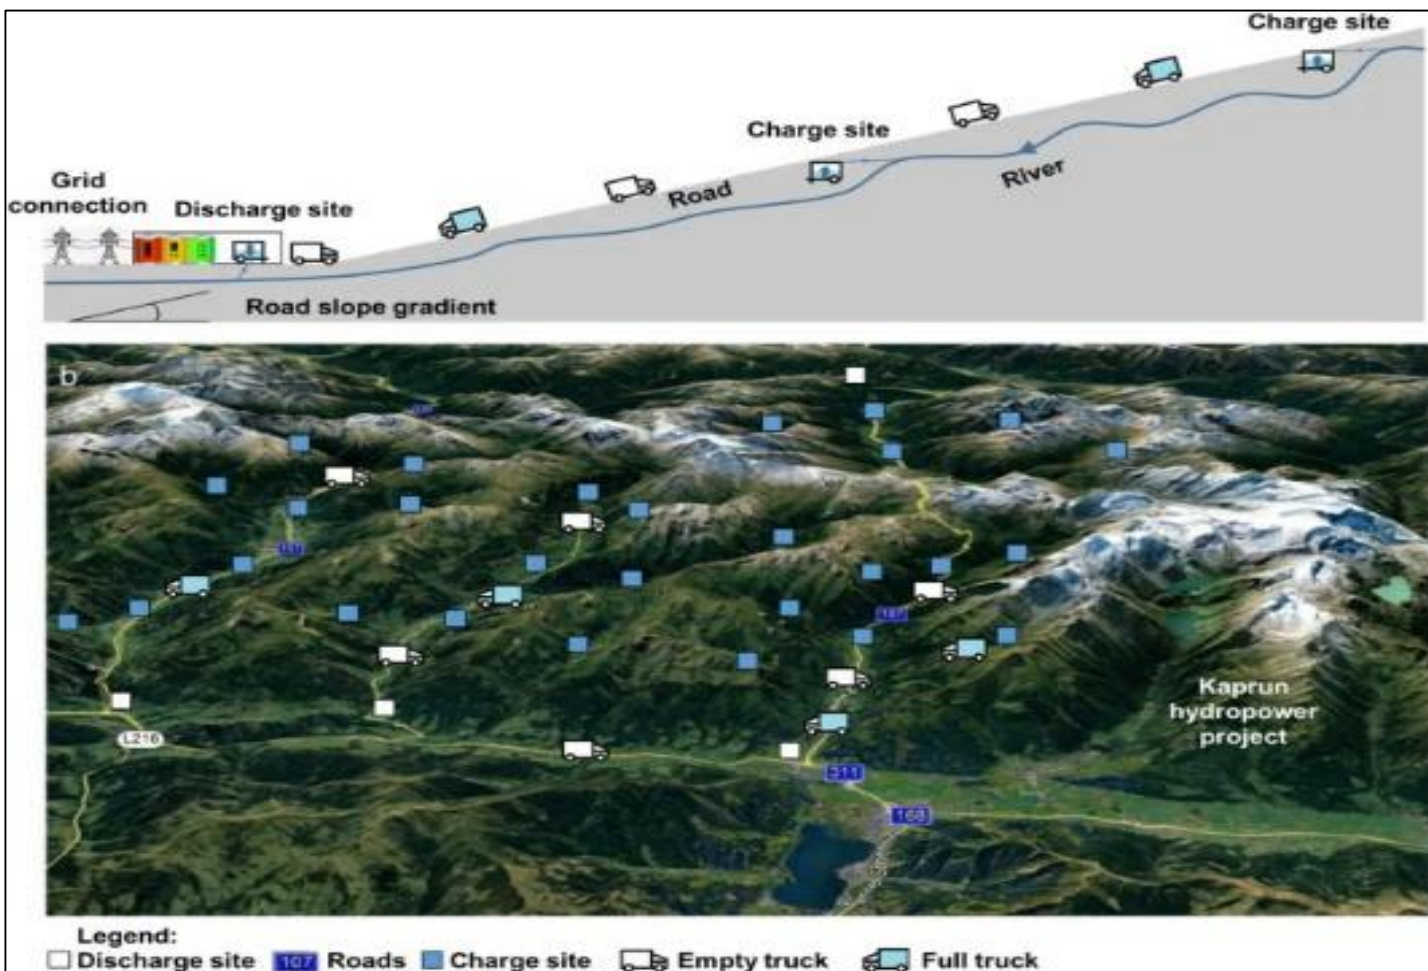 Charge site
Charge site
River
Road
Grid
connection
Discharge site
Road slope gradient
b
Kaprun
hydropower
project
L216
311
168
Legend:
Discharge site
107
Roads
Charge site
Empty truck
Full truck